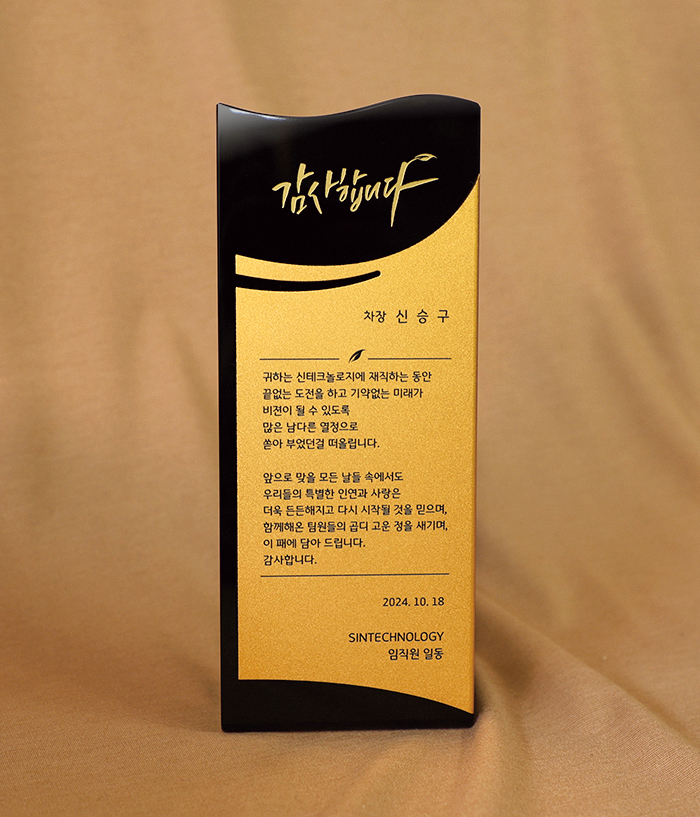 감사합니다
차장 신 승 구
귀하는 신테크놀로지에 재직하는 동안
끝없는 도전을 하고 기약없는 미래가
비젼이 될 수 있도록
많은 남다른 열정으로
쏟아 부었던걸 떠올립니다.
앞으로 맞을 모든 날들 속에서도
우리들의 특별한 인연과 사랑은
더욱 든든해지고 다시 시작될 것을 믿으며,
함께해온 팀원들의 곱디 고운 정을 새기며,
이 패에 담아 드립니다.
감사합니다.
2024. 10. 18
SINTECHNOLOGY
임직원 일동